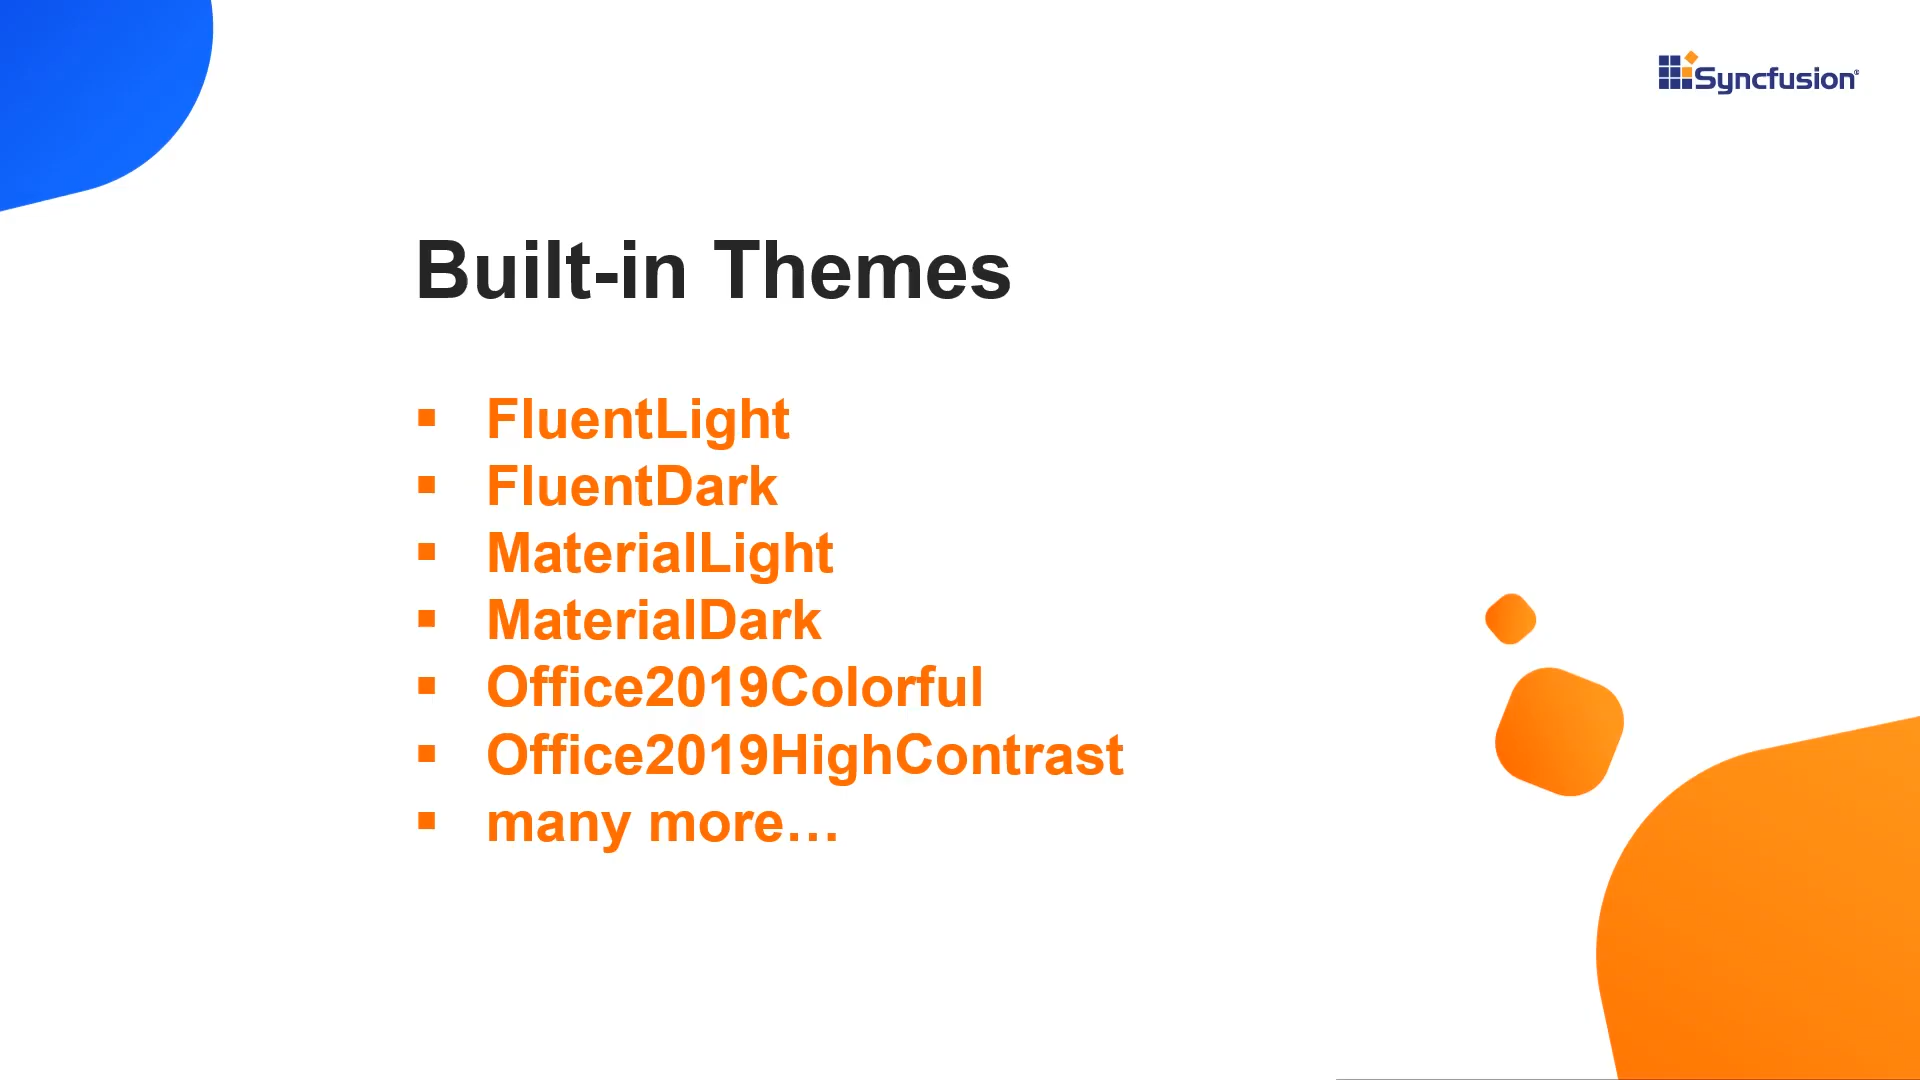 Syncfusion®
Built-in Themes
▪ FluentLight
▪ FluentDark
▪ MaterialLight
▪ MaterialDark
▪ Office2019Colorful
▪ Office2019HighContrast
▪ many more…